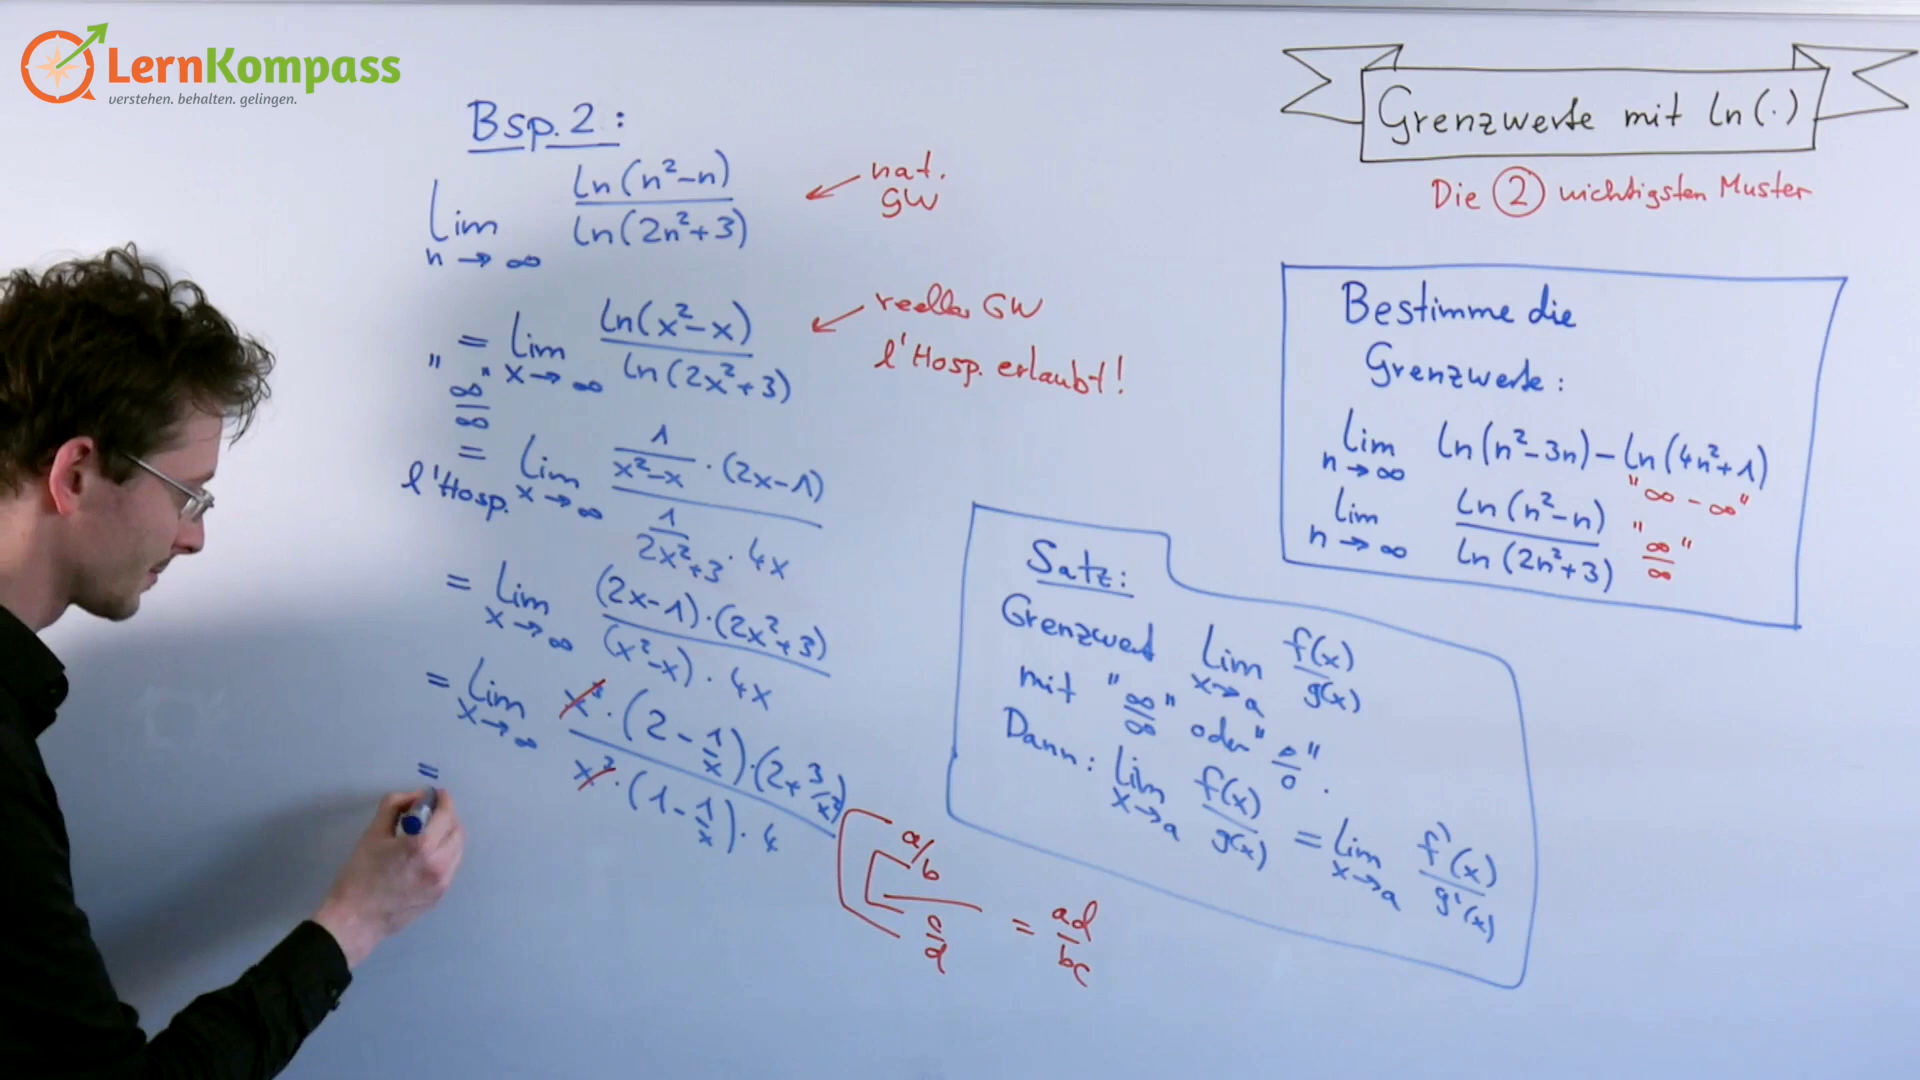 LernKompass
verstehen. behalten. gelingen.
Bsp. 2:
lim n→∞ ln(n²-n) / ln(2n²+3)
nat.
GW
= lim x→∞ ln(x²-x) / ln(2x²+3)
reeller GW
l'Hosp. erlaubt!
"∞/∞"
= lim x→∞ (1/(x²-x) · (2x-1)) / (1/(2x²+3) · 4x)
l'Hosp.
= lim x→∞ (2x-1)·(2x²+3) / (x²-x)·4x
= lim x→∞ x³·(2-1/x)·(2+3/x²) / x³·(1-1/x)·4
=
a/b / c/d = ad/bc
Grenzwerte mit ln(·)
Die 2 wichtigsten Muster
Bestimme die
Grenzwerte:
lim n→∞ ln(n²-3n) - ln(4n²+1)
"∞-∞"
lim n→∞ ln(n²-n) / ln(2n²+3) "∞/∞"
Satz:
Grenzwert lim x→a f(x)/g(x)
mit "∞/∞" oder "0/0".
Dann: lim x→a f(x)/g(x) = lim x→a f'(x)/g'(x)